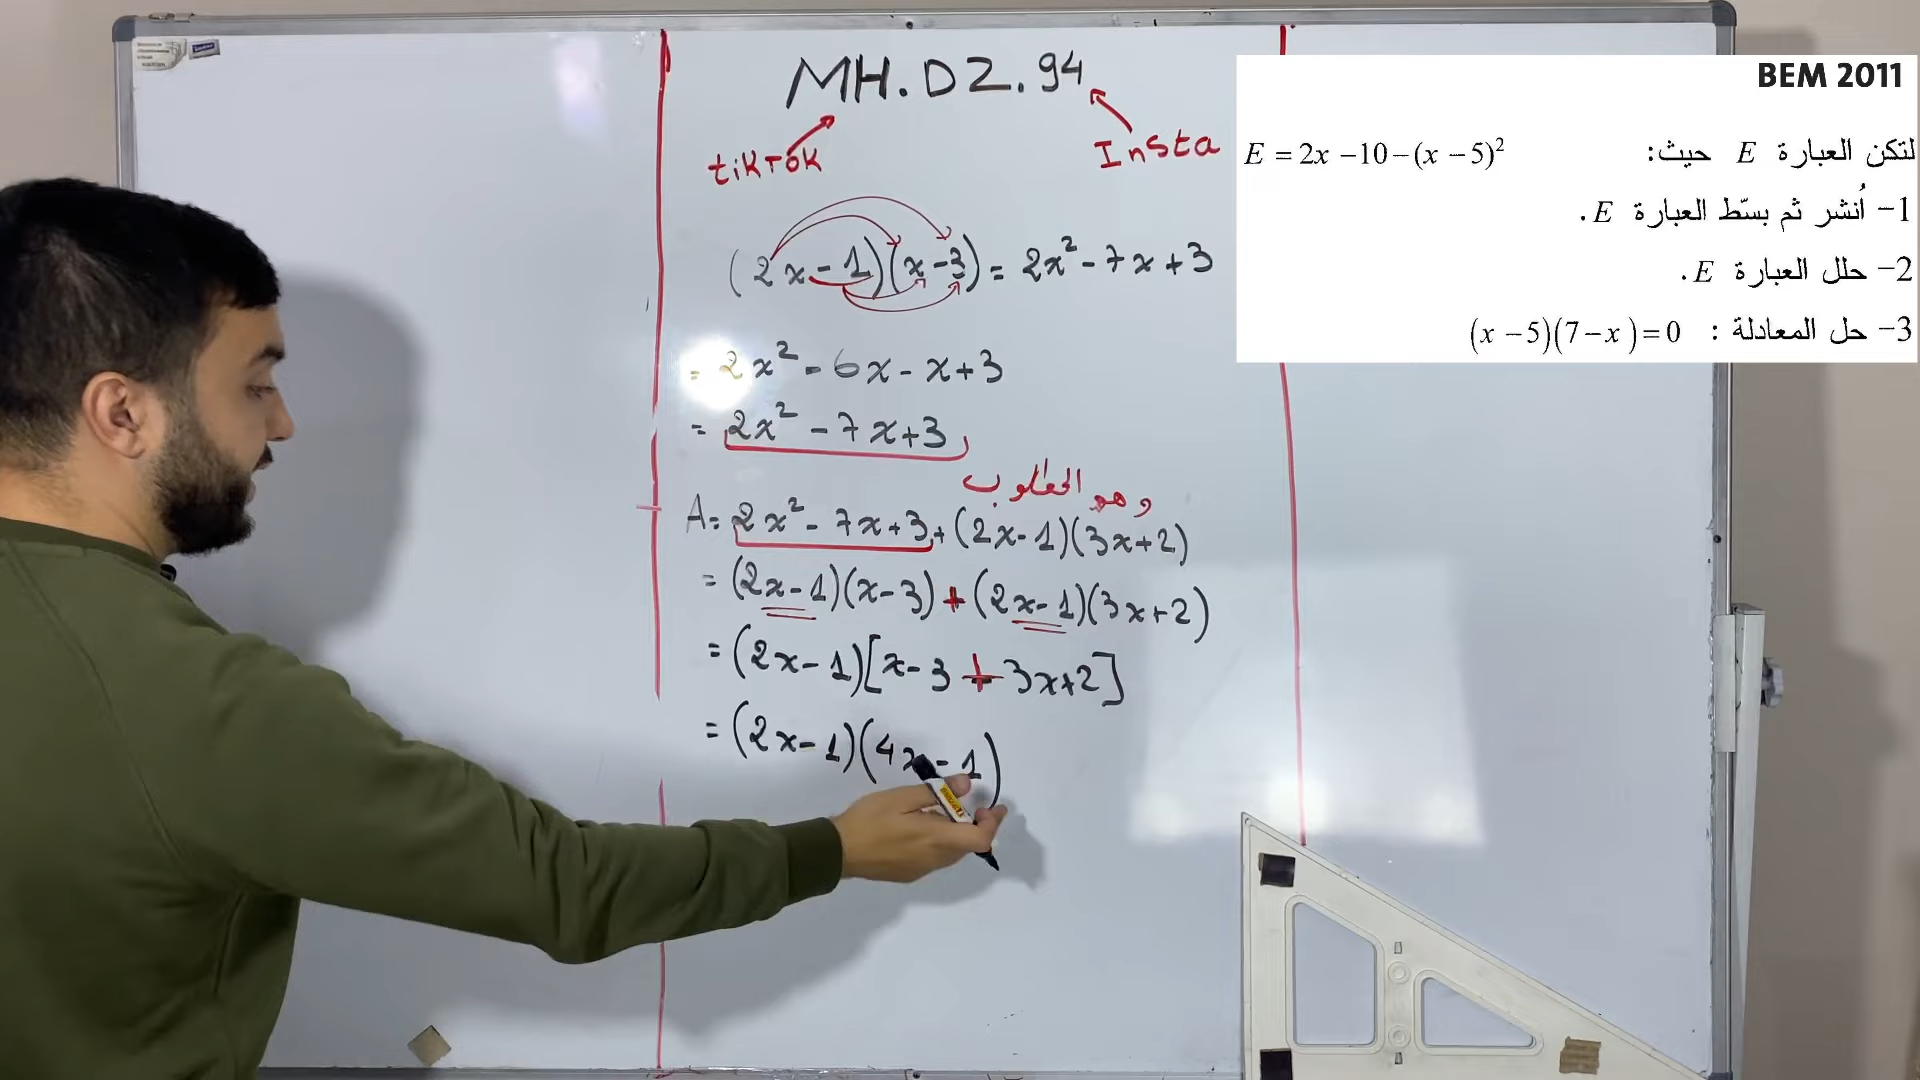 MH.DZ.94
tiktok
Insta
(2x-1)(x-3) = 2x²-7x+3
= 2x²-6x-x+3
= 2x²-7x+3
وهو المطلوب
A= 2x²-7x+3+(2x-1)(3x+2)
= (2x-1)(x-3)+(2x-1)(3x+2)
= (2x-1)[x-3+3x+2]
= (2x-1)(4x-1)
BEM 2011
لتكن العبارة E حيث: E = 2x -10-(x -5)²
1- أنشر ثم بسّط العبارة E.
2- حلل العبارة E.
3- حل المعادلة : (x -5)(7-x)=0